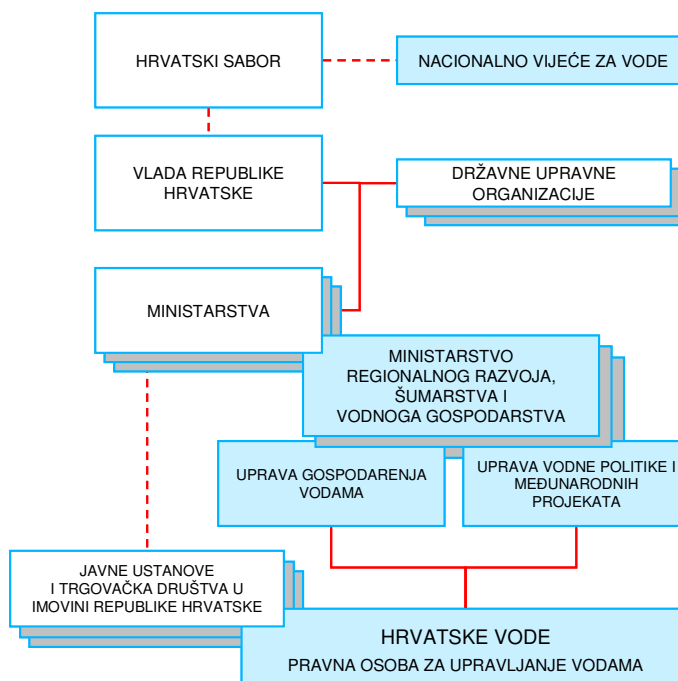 HRVATSKI SABOR
NACIONALNO VIJEĆE ZA VODE
VLADA REPUBLIKE
HRVATSKE
DRŽAVNE UPRAVNE
ORGANIZACIJE
MINISTARSTVA
MINISTARSTVO
REGIONALNOG RAZVOJA,
ŠUMARSTVA I
VODNOGA GOSPODARSTVA
UPRAVA GOSPODARENJA
VODAMA
UPRAVA VODNE POLITIKE I
MEĐUNARODNIH
PROJEKATA
JAVNE USTANOVE
I TRGOVAČKA DRUŠTVA U
IMOVINI REPUBLIKE HRVATSKE
HRVATSKE VODE
PRAVNA OSOBA ZA UPRAVLJANJE VODAMA